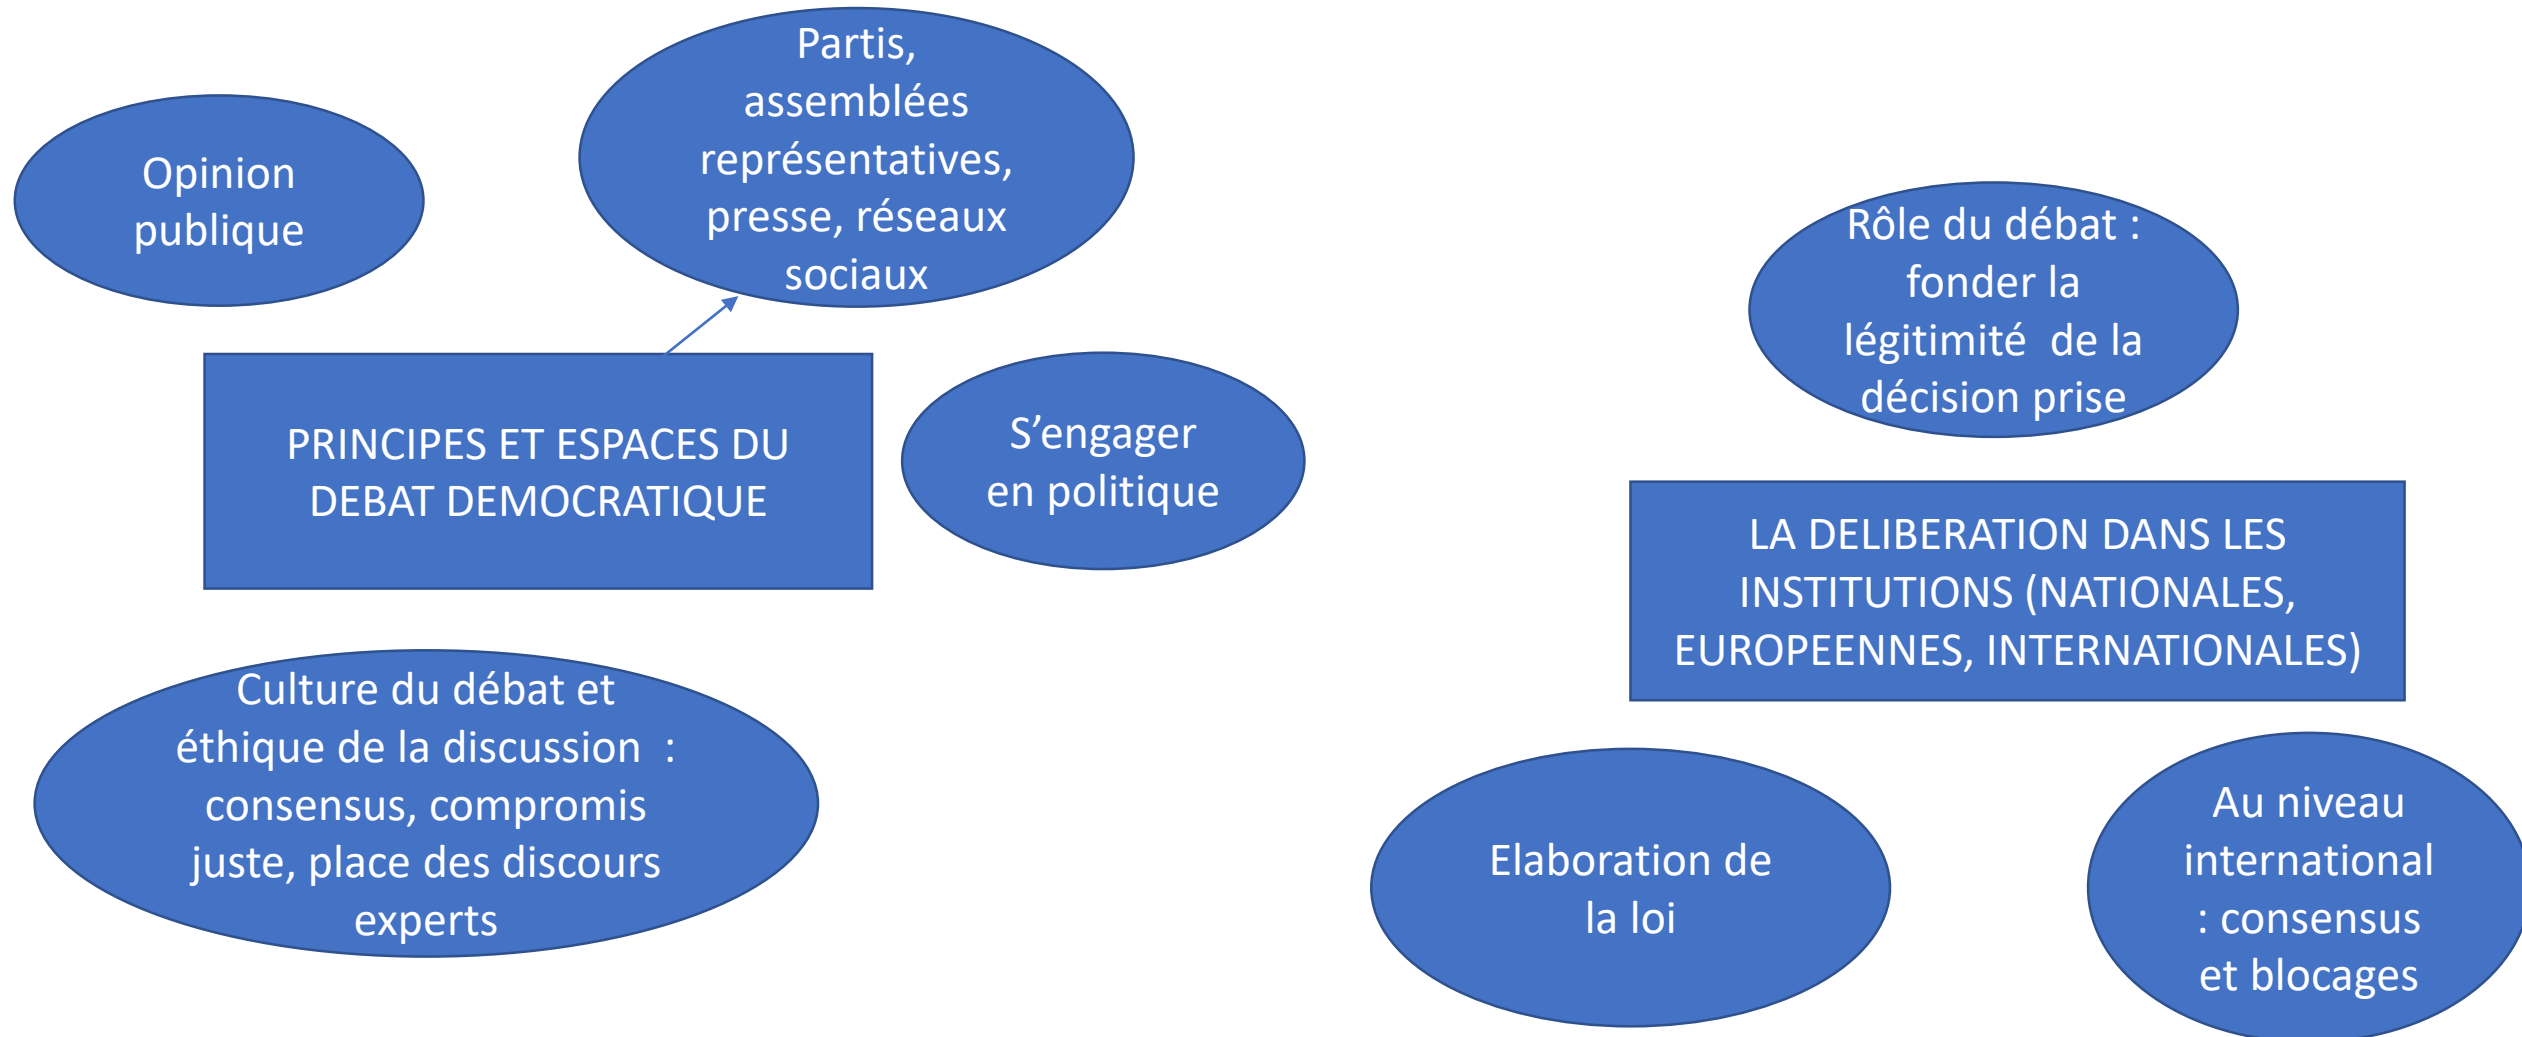 Opinion
publique
Partis,
assemblées
représentatives,
presse, réseaux
sociaux
PRINCIPES ET ESPACES DU
DEBAT DEMOCRATIQUE
S’engager
en politique
Culture du débat et
éthique de la discussion  :
consensus, compromis
juste, place des discours
experts
Rôle du débat :
fonder la
légitimité  de la
décision prise
LA DELIBERATION DANS LES
INSTITUTIONS (NATIONALES,
EUROPEENNES, INTERNATIONALES)
Elaboration de
la loi
Au niveau
international
: consensus
et blocages